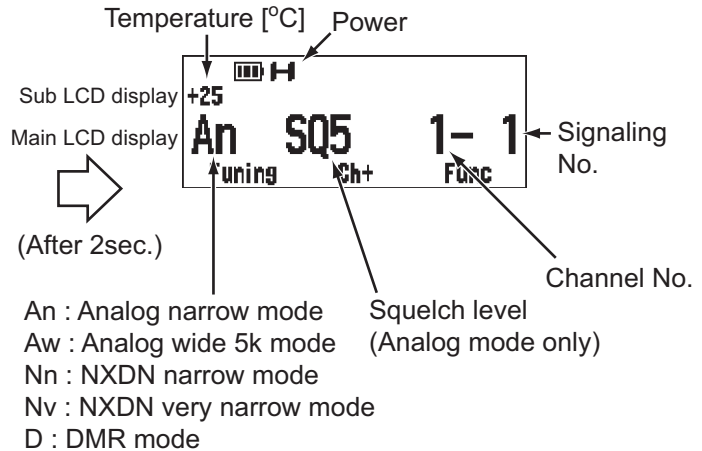 Temperature [°C]
Power
H
Sub LCD display +25
Main LCD display An SQ5 1- 1
Signaling
No.
Tuning Ch+ Func
(After 2sec.)
Channel No.
An : Analog narrow mode
Aw : Analog wide 5k mode
Nn : NXDN narrow mode
Nv : NXDN very narrow mode
D : DMR mode
Squelch level
(Analog mode only)